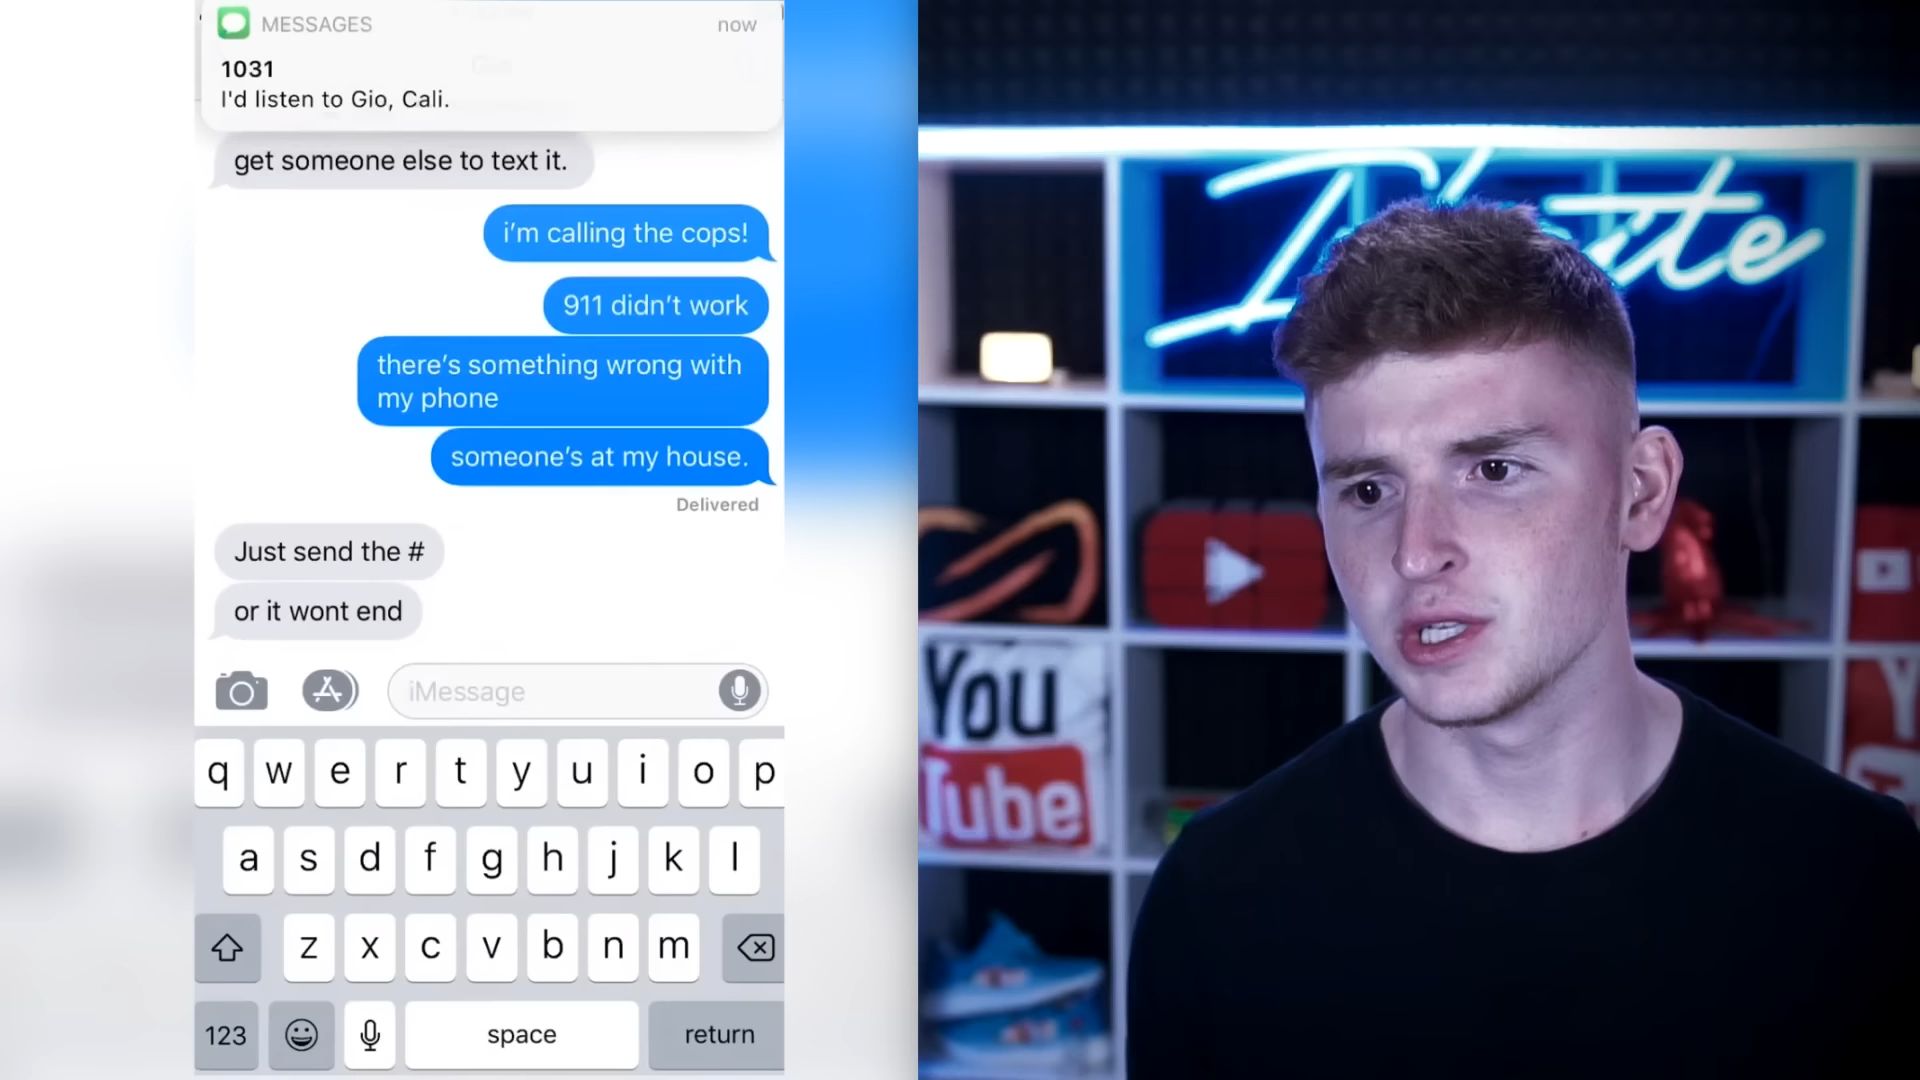 MESSAGES
now
1031
I'd listen to Gio, Cali.
get someone else to text it.
i'm calling the cops!
911 didn't work
there's something wrong with
my phone
someone's at my house.
Delivered
Just send the #
or it wont end
iMessage
q w e r t y u i o p
a s d f g h j k l
z x c v b n m
123
space
return
You
Tube